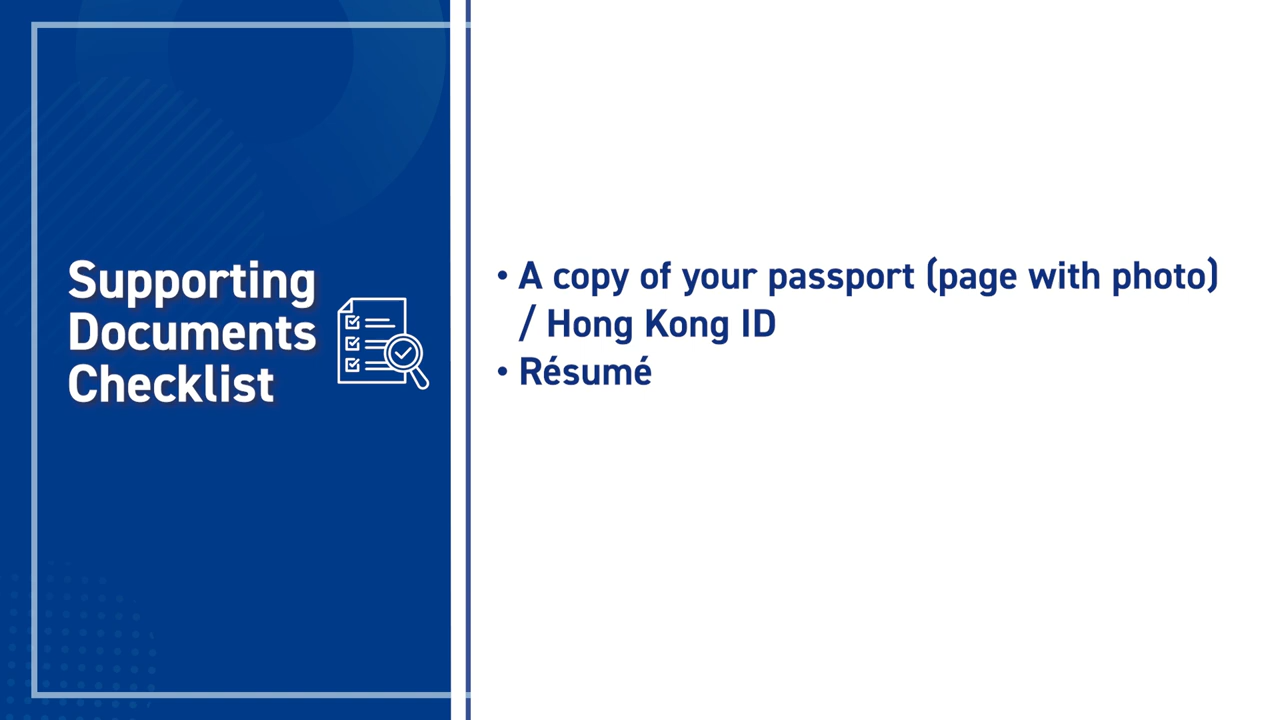 Supporting
Documents
Checklist
• A copy of your passport (page with photo)
/ Hong Kong ID
• Résumé